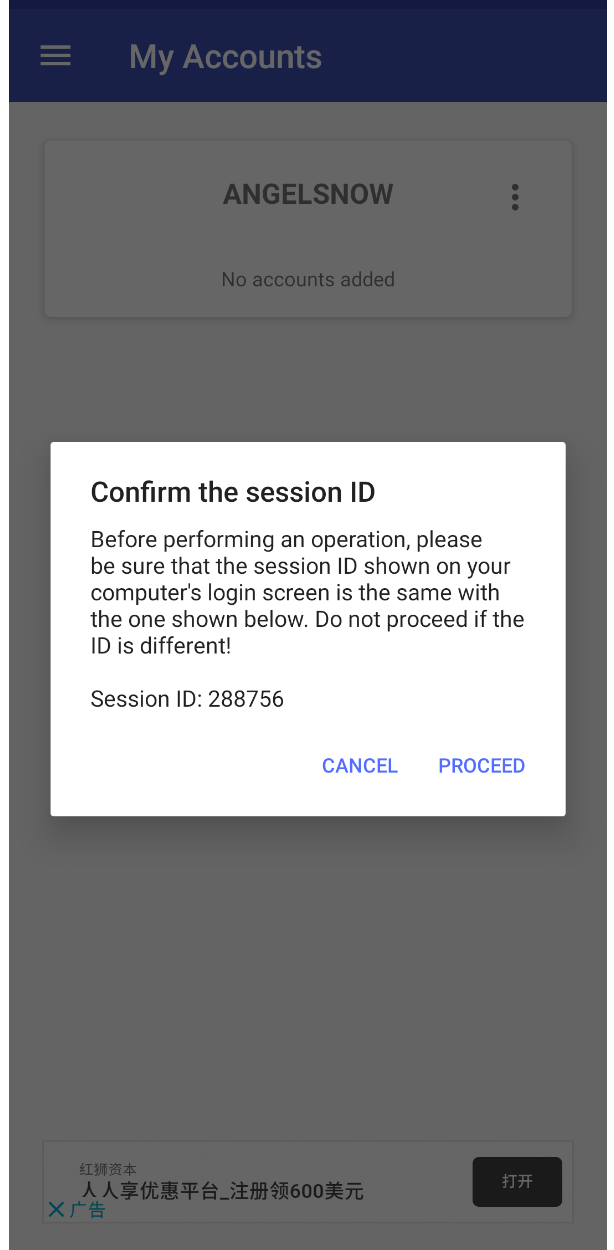 My Accounts
ANGELSNOW
No accounts added
Confirm the session ID
Before performing an operation, please
be sure that the session ID shown on your
computer's login screen is the same with
the one shown below. Do not proceed if the
ID is different!
Session ID: 288756
CANCEL PROCEED
红狮资本
人人享优惠平台_注册领600美元
打开
广告